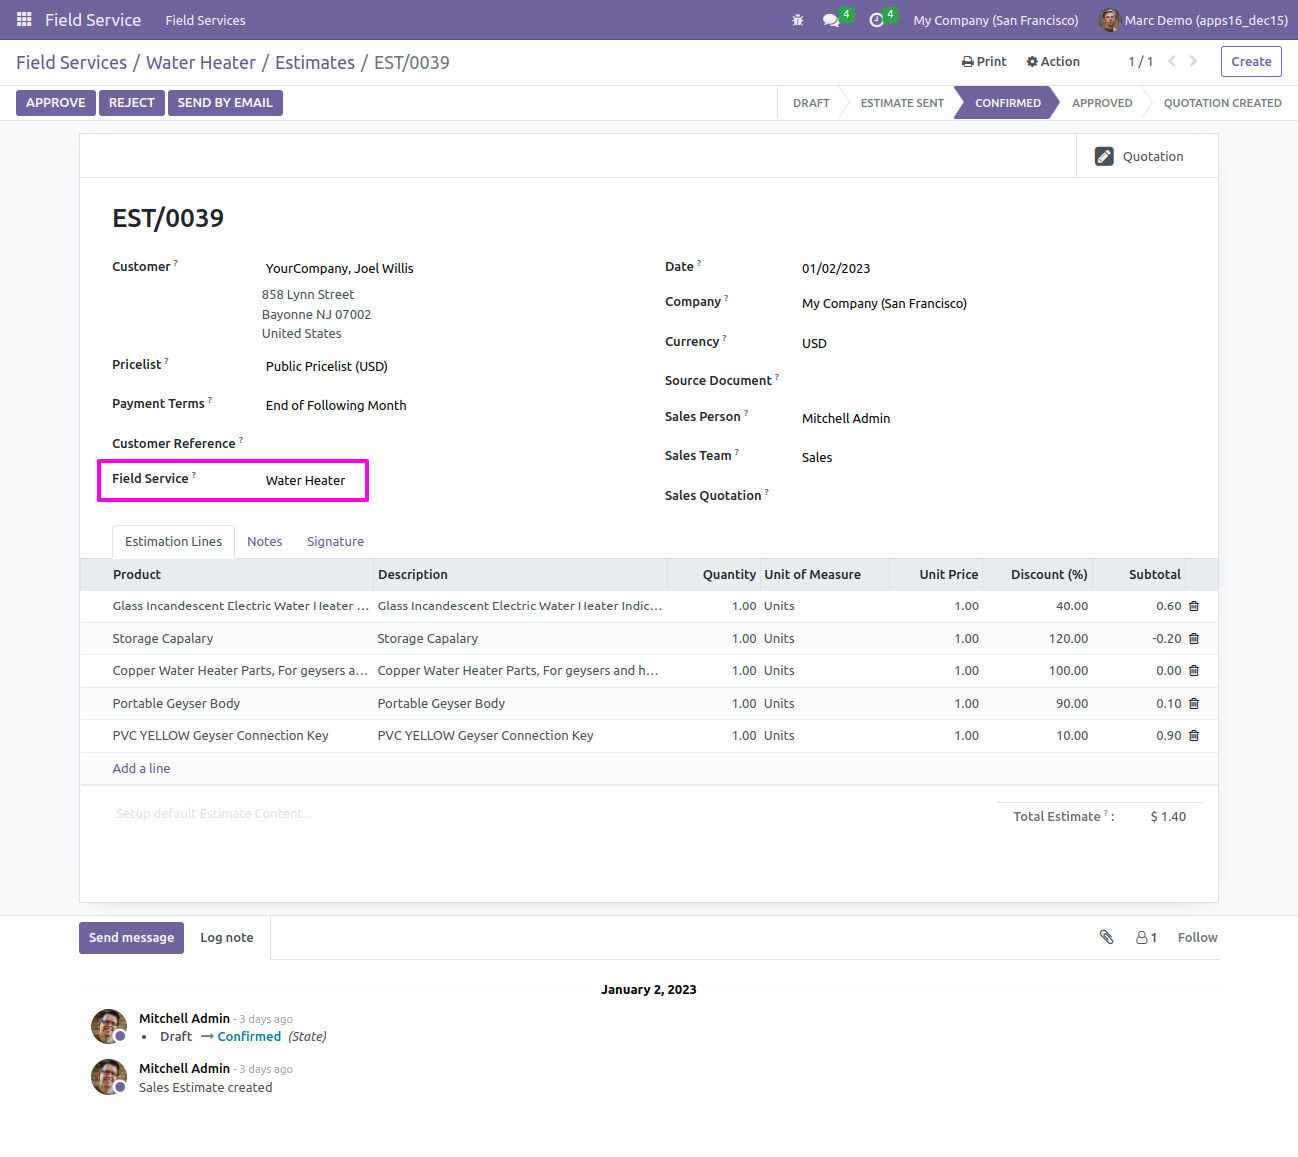 Field Service Field Services 4 4 My Company (San Francisco) Marc Demo (apps16_dec15)
Field Services / Water Heater / Estimates / EST/0039 Print Action 1 / 1 Create
APPROVE REJECT SEND BY EMAIL DRAFT ESTIMATE SENT CONFIRMED APPROVED QUOTATION CREATED
Quotation
EST/0039
Customer ? YourCompany, Joel Willis
858 Lynn Street
Bayonne NJ 07002
United States
Pricelist ? Public Pricelist (USD)
Payment Terms ? End of Following Month
Customer Reference ?
Field Service ? Water Heater
Date ? 01/02/2023
Company ? My Company (San Francisco)
Currency ? USD
Source Document ?
Sales Person ? Mitchell Admin
Sales Team ? Sales
Sales Quotation ?
Estimation Lines Notes Signature
Product Description Quantity Unit of Measure Unit Price Discount (%) Subtotal
Glass Incandescent Electric Water Heater ... Glass Incandescent Electric Water Heater Indic... 1.00 Units 1.00 40.00 0.60
Storage Capalary Storage Capalary 1.00 Units 1.00 120.00 -0.20
Copper Water Heater Parts, For geysers a... Copper Water Heater Parts, For geysers and h... 1.00 Units 1.00 100.00 0.00
Portable Geyser Body Portable Geyser Body 1.00 Units 1.00 90.00 0.10
PVC YELLOW Geyser Connection Key PVC YELLOW Geyser Connection Key 1.00 Units 1.00 10.00 0.90
Add a line
Setup default Estimate Content...
Total Estimate ? : $ 1.40
Send message Log note 1 Follow
January 2, 2023
Mitchell Admin - 3 days ago
• Draft → Confirmed (State)
Mitchell Admin - 3 days ago
Sales Estimate created